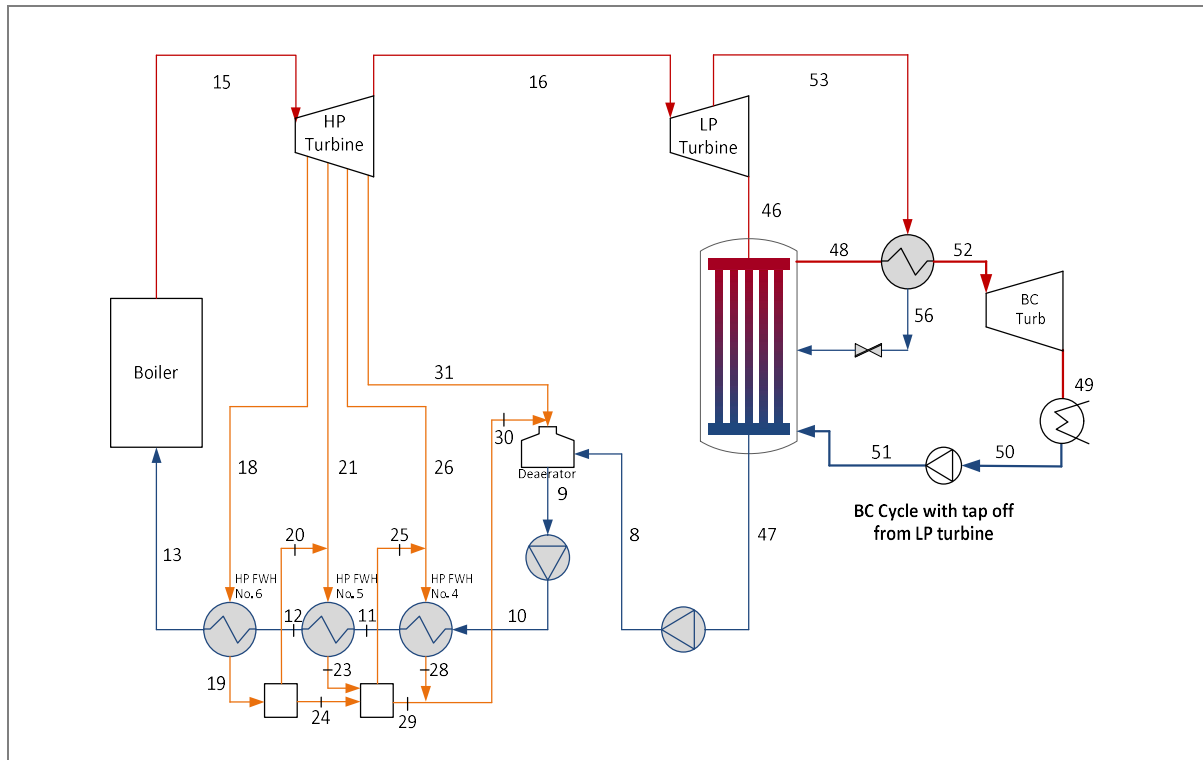 15
16
53
HP
Turbine
LP
Turbine
46
48
52
BC
Turb
56
Boiler
31
49
30
Deaerator
18
21
26
9
51
50
BC Cycle with tap off
from LP turbine
20
25
8
47
13
HP FWH
No. 6
HP FWH
No. 5
HP FWH
No. 4
12
11
10
19
23
28
24
29